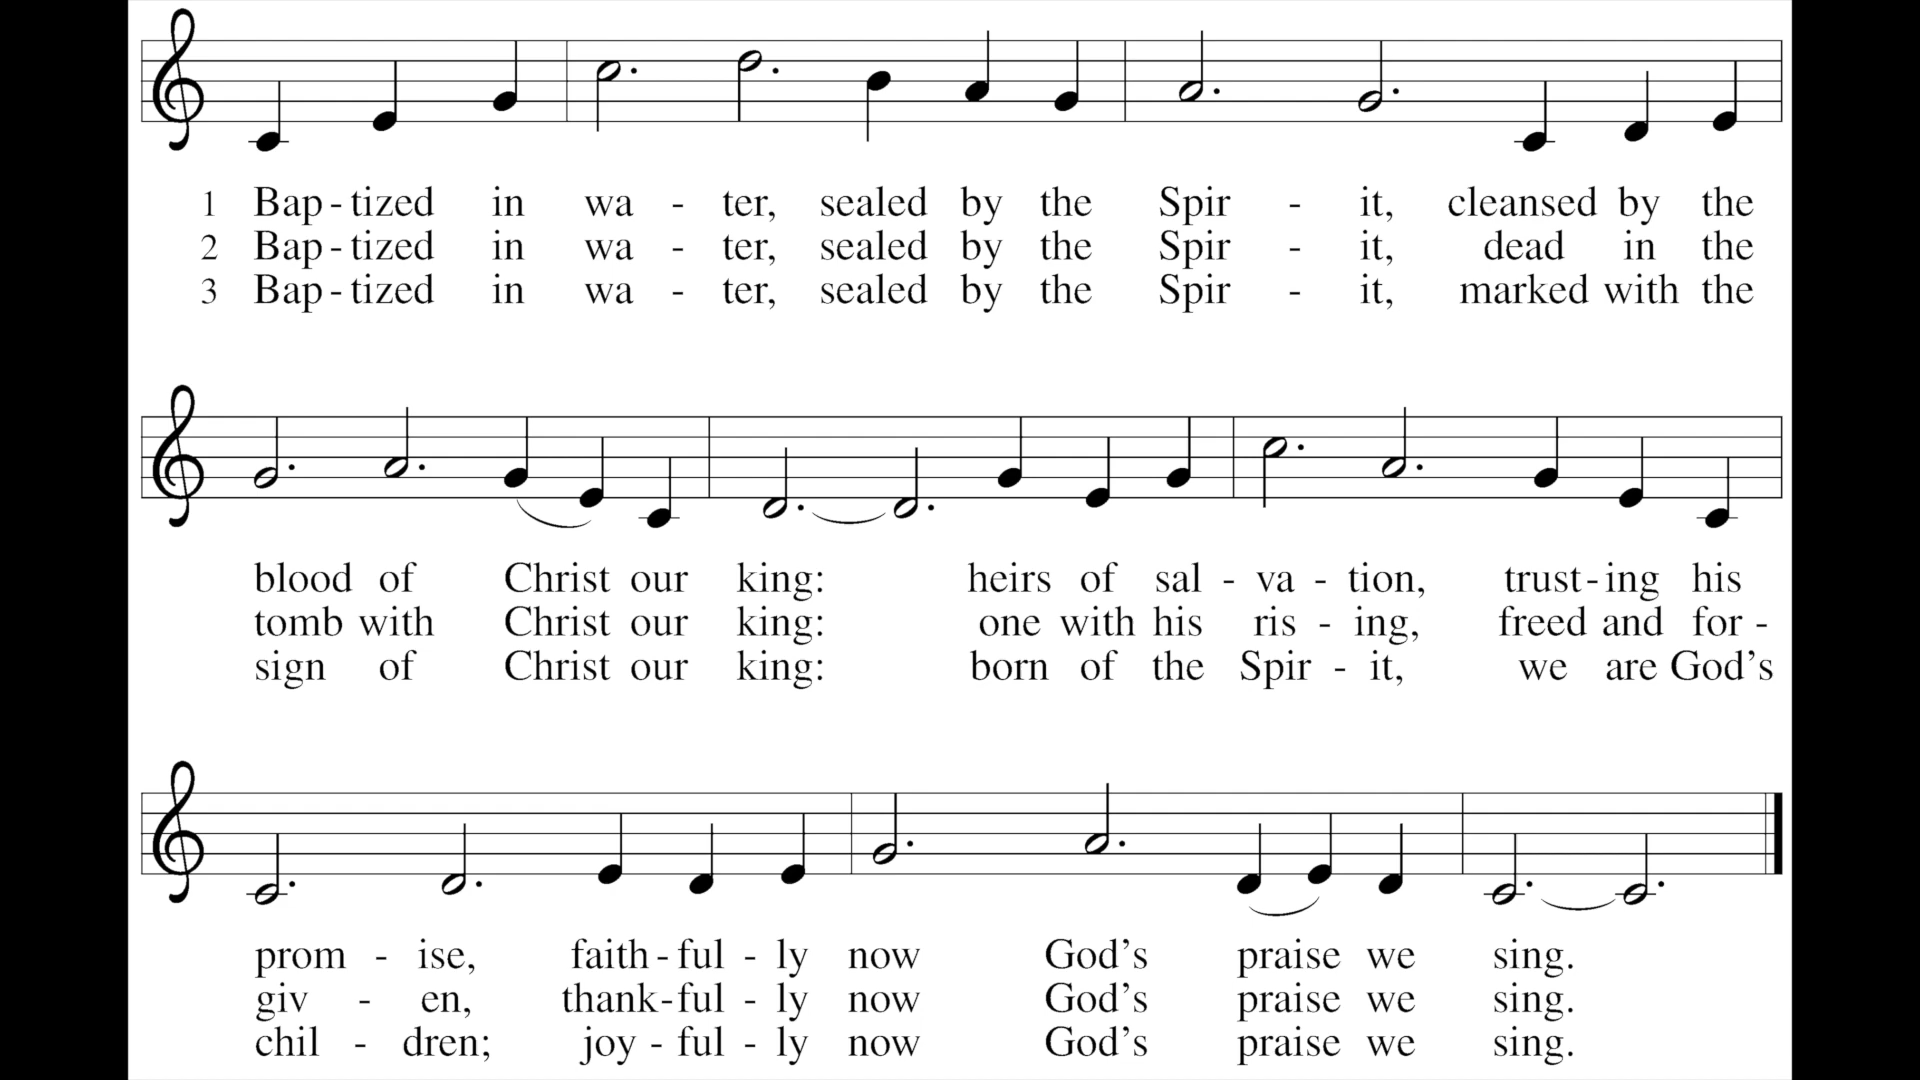 1 Bap - tized in wa - ter, sealed by the Spir - it, cleansed by the
2 Bap - tized in wa - ter, sealed by the Spir - it, dead in the
3 Bap - tized in wa - ter, sealed by the Spir - it, marked with the
blood of Christ our king: heirs of sal - va - tion, trust - ing his
tomb with Christ our king: one with his ris - ing, freed and for -
sign of Christ our king: born of the Spir - it, we are God’s
prom - ise, faith - ful - ly now God’s praise we sing.
giv - en, thank - ful - ly now God’s praise we sing.
chil - dren; joy - ful - ly now God’s praise we sing.